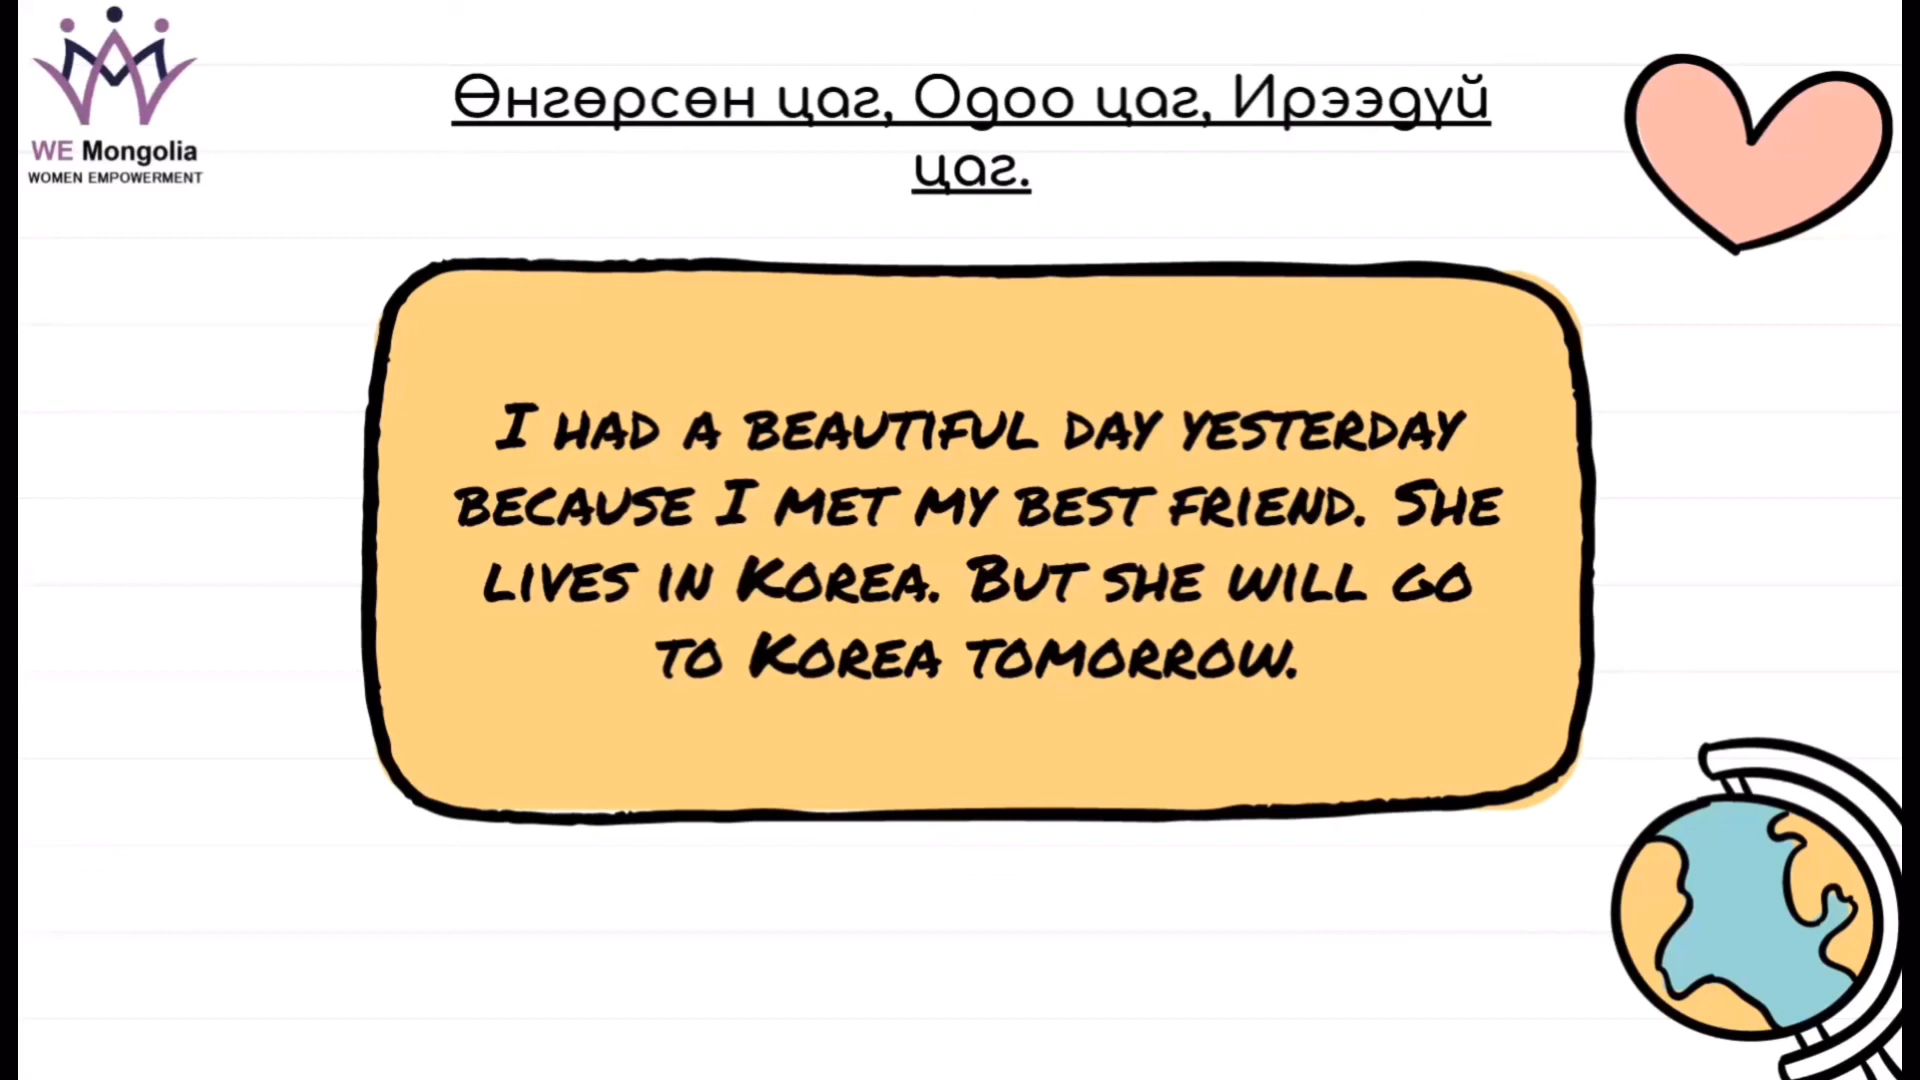 WE Mongolia
WOMEN EMPOWERMENT
Өнгөрсөн цаг, Одоо цаг, Ирээдүй
цаг.
I had a beautiful day yesterday
because I met my best friend. She
lives in Korea. But she will go
to Korea tomorrow.